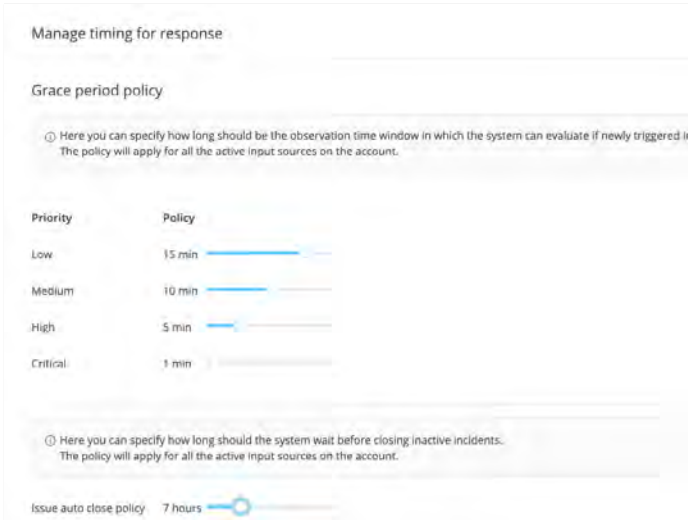 Manage timing for response
Grace period policy
Here you can specify how long should be the observation time window in which the system can evaluate if newly triggered
The policy will apply for all the active input sources on the account.
Priority Policy
Low 15 min
Medium 10 min
High 5 min
Critical 1 min
Here you can specify how long should the system wait before closing inactive incidents.
The policy will apply for all the active input sources on the account.
Issue auto close policy 7 hours